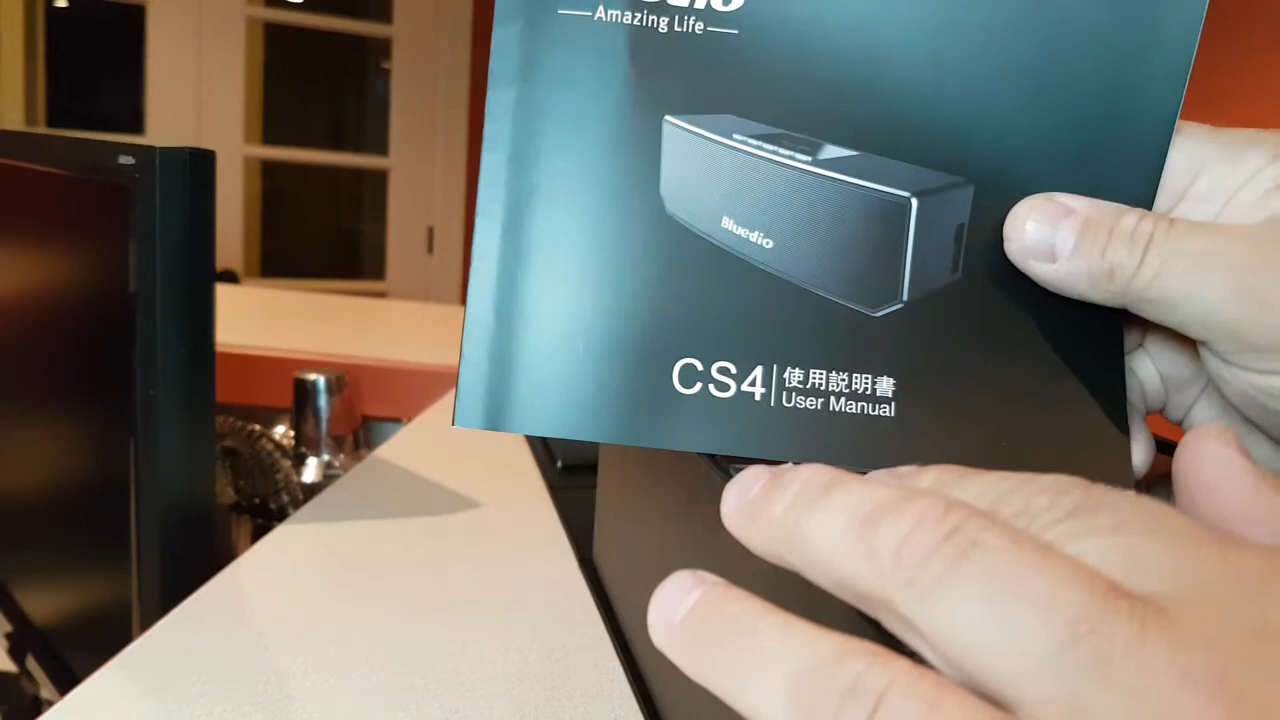 Amazing Life
Bluedio
CS4
使用説明書
User Manual